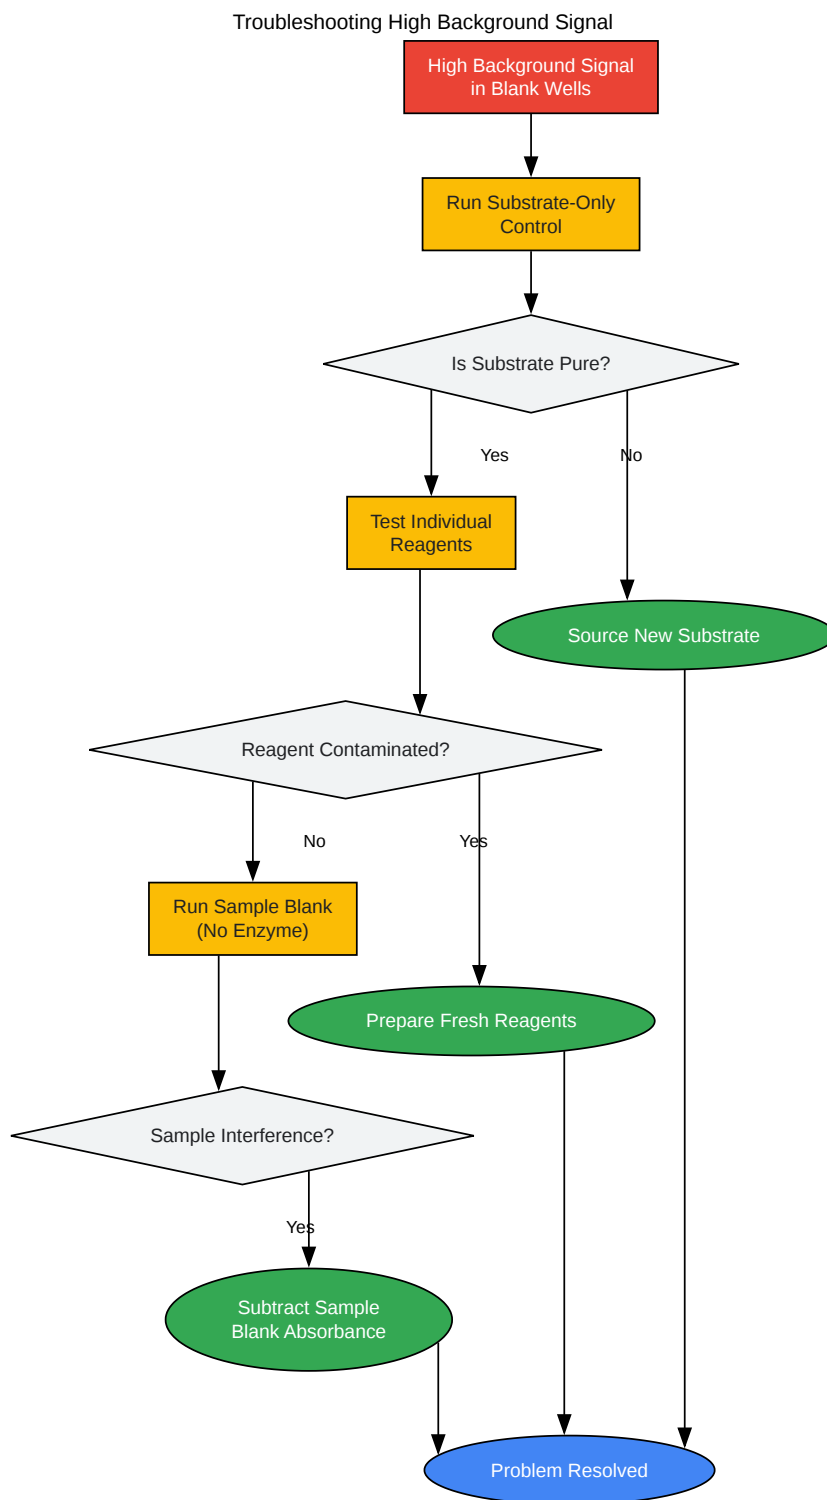 Troubleshooting High Background Signal
High Background Signal
in Blank Wells
Run Substrate-Only
Control
Is Substrate Pure?
Yes
No
Test Individual
Reagents
Source New Substrate
Reagent Contaminated?
No
Yes
Run Sample Blank
(No Enzyme)
Prepare Fresh Reagents
Sample Interference?
Yes
Subtract Sample
Blank Absorbance
Problem Resolved